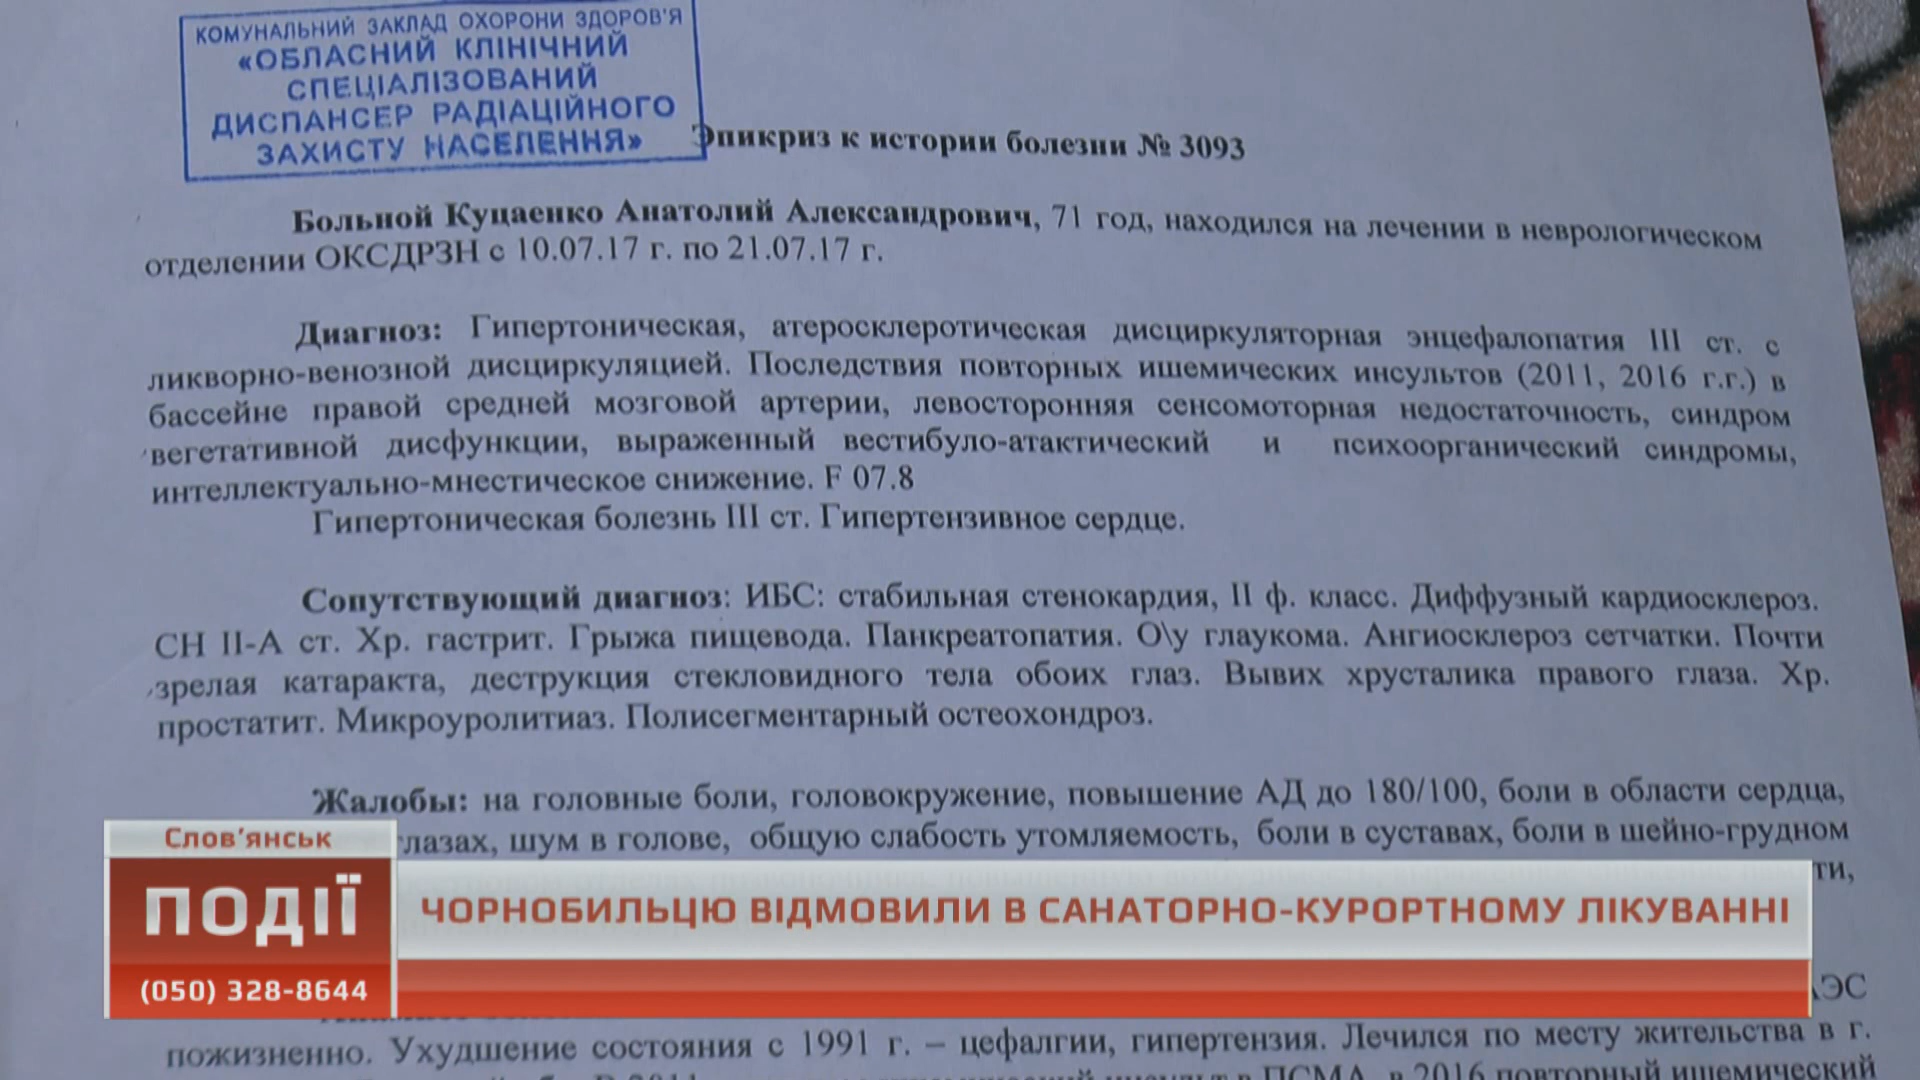 КОМУНАЛЬНИЙ ЗАКЛАД ОХОРОНИ ЗДОРОВ'Я
«ОБЛАСНИЙ КЛІНІЧНИЙ
СПЕЦІАЛІЗОВАНИЙ
ДИСПАНСЕР РАДІАЦІЙНОГО
ЗАХИСТУ НАСЕЛЕННЯ»
Эпикриз к истории болезни № 3093
Больной Куцаенко Анатолий Александрович, 71 год, находился на лечении в неврологическом
отделении ОКСДРЗН с 10.07.17 г. по 21.07.17 г.
Диагноз: Гипертоническая, атеросклеротическая дисциркуляторная энцефалопатия III ст. с
ликворно-венозной дисциркуляцией. Последствия повторных ишемических инсультов (2011, 2016 г.г.) в
бассейне правой средней мозговой артерии, левосторонняя сенсомоторная недостаточность, синдром
вегетативной дисфункции, выраженный вестибуло-атактический и психоорганический синдромы,
интеллектуально-мнестическое снижение. F 07.8
Гипертоническая болезнь III ст. Гипертензивное сердце.
Сопутствующий диагноз: ИБС: стабильная стенокардия, II ф. класс. Диффузный кардиосклероз.
СН II-А ст. Хр. гастрит. Грыжа пищевода. Панкреатопатия. О\у глаукома. Ангиосклероз сетчатки. Почти
зрелая катаракта, деструкция стекловидного тела обоих глаз. Вывих хрусталика правого глаза. Хр.
простатит. Микроуролитиаз. Полисегментарный остеохондроз.
Жалобы: на головные боли, головокружение, повышение АД до 180/100, боли в области сердца,
глазах, шум в голове, общую слабость утомляемость, боли в суставах, боли в шейно-грудном
ти,
Слов'янськ
ПОДІЇ
(050) 328-8644
ЧОРНОБИЛЬЦЮ ВІДМОВИЛИ В САНАТОРНО-КУРОРТНОМУ ЛІКУВАННІ
АЭС
пожизненно. Ухудшение состояния с 1991 г. – цефалгии, гипертензия. Лечился по месту жительства в г.
в 2016 повторный ишемический